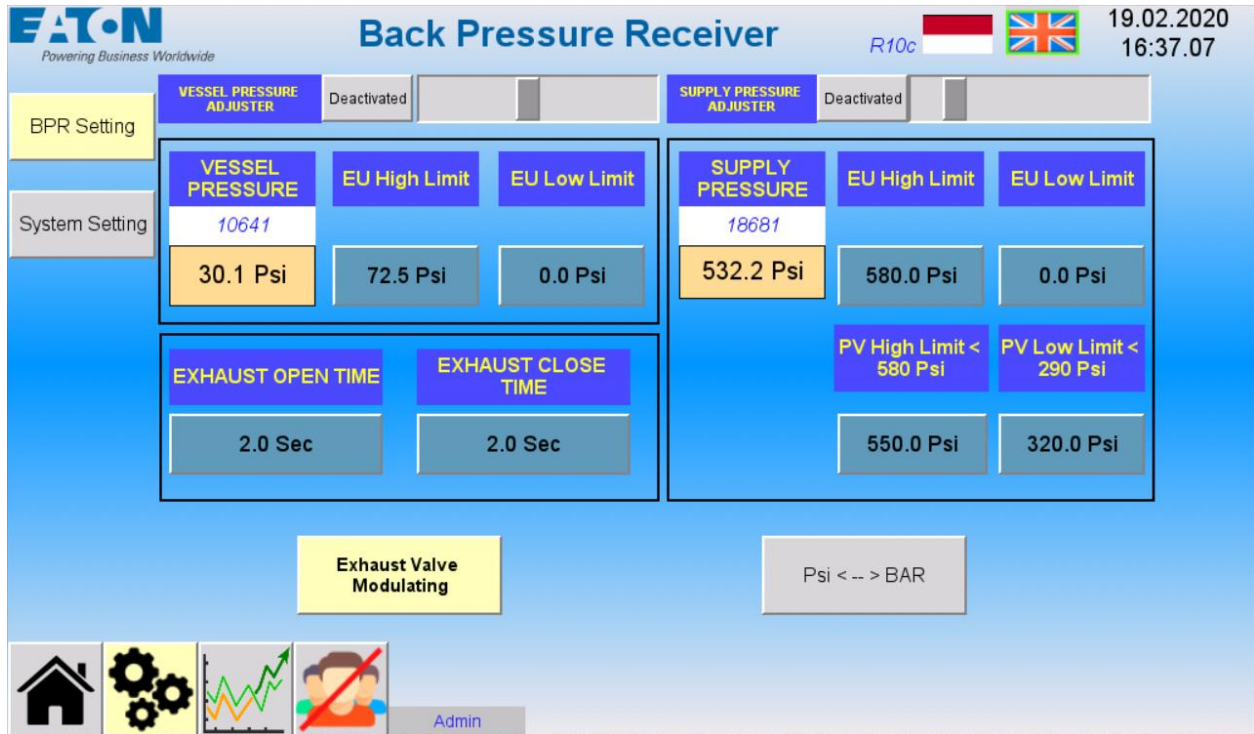 EATON
Powering Business Worldwide
Back Pressure Receiver
R10c
19.02.2020
16:37.07
BPR Setting
System Setting
VESSEL PRESSURE
ADJUSTER
Deactivated
SUPPLY PRESSURE
ADJUSTER
Deactivated
VESSEL
PRESSURE
EU High Limit
EU Low Limit
10641
30.1 Psi
72.5 Psi
0.0 Psi
SUPPLY
PRESSURE
EU High Limit
EU Low Limit
18681
532.2 Psi
580.0 Psi
0.0 Psi
EXHAUST OPEN TIME
EXHAUST CLOSE
TIME
2.0 Sec
2.0 Sec
PV High Limit <
580 Psi
PV Low Limit <
290 Psi
550.0 Psi
320.0 Psi
Exhaust Valve
Modulating
Psi < -- > BAR
Admin